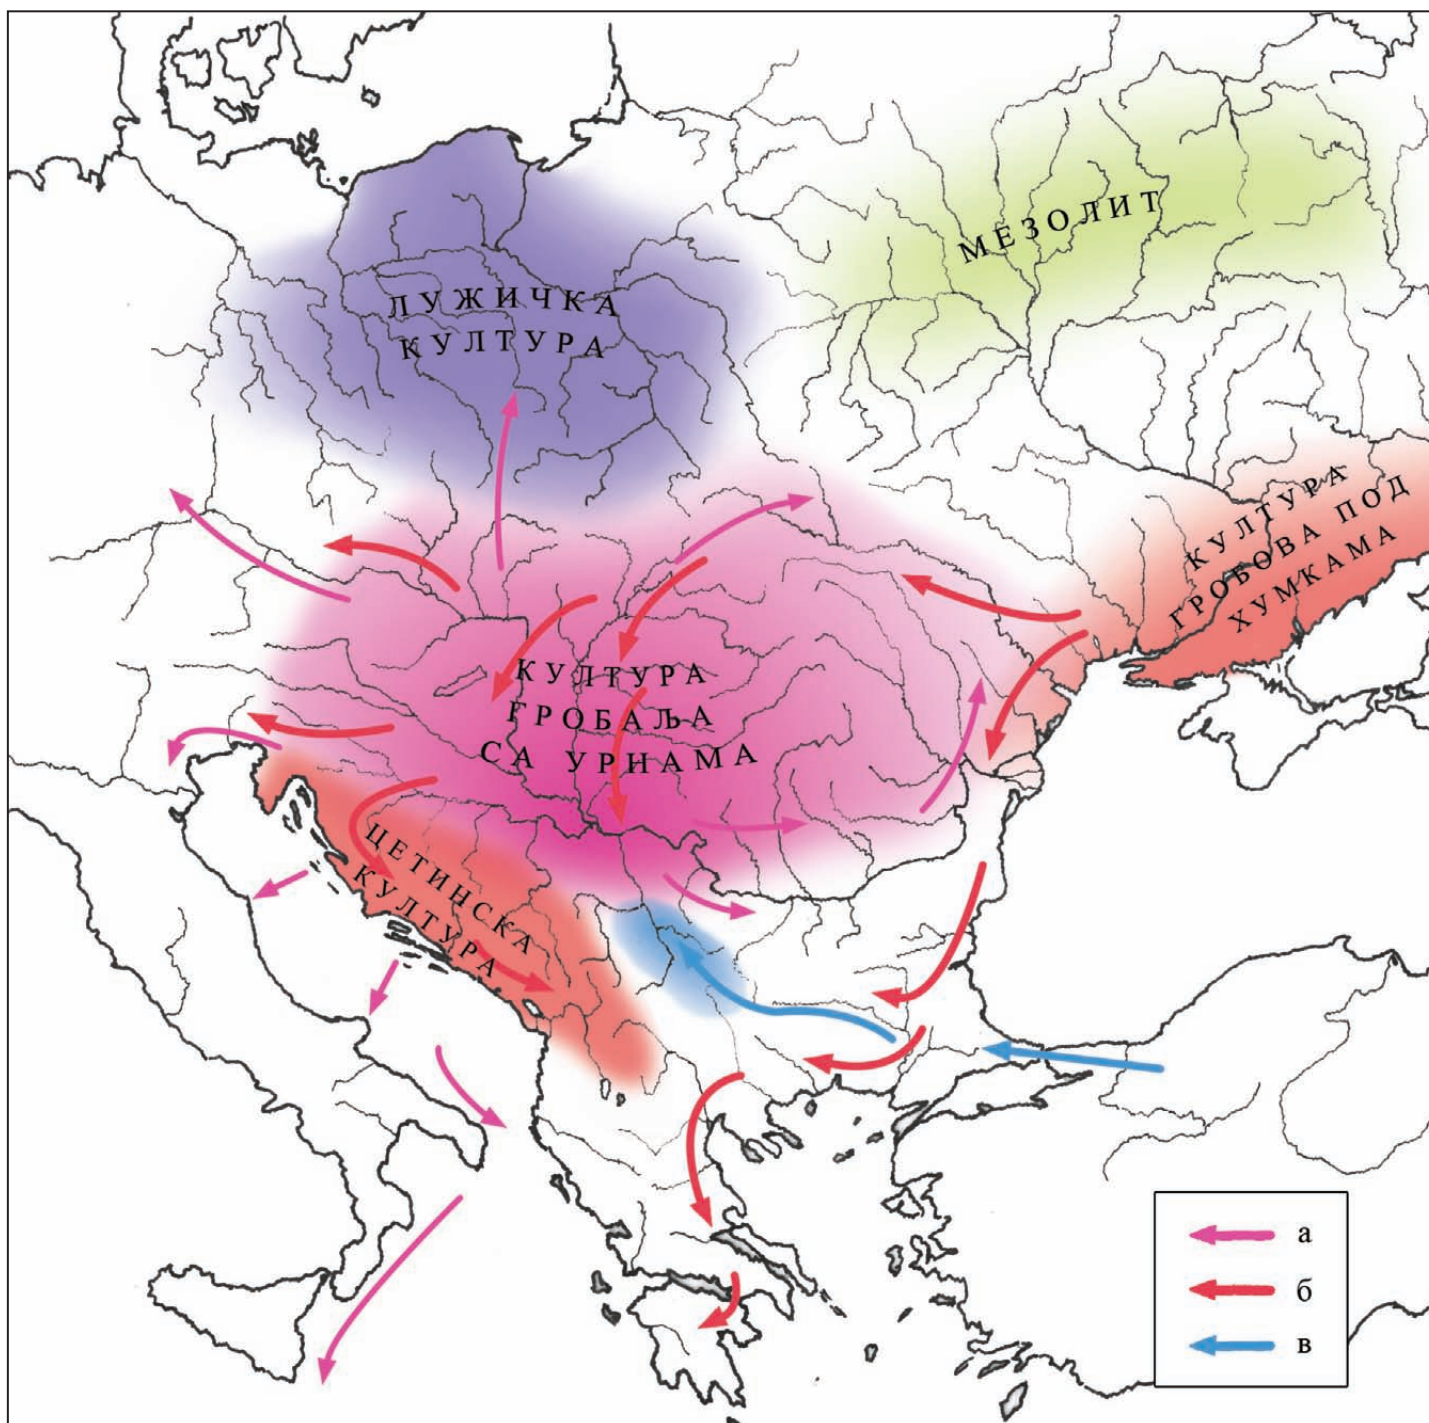 МЕЗОЛИТ
ЛУЖИЧКА
КУЛТУРА
КУЛТУРА
ГРОБОВА ПОД
ХУМКАМА
КУЛТУРА
ГРОБАЉА
СА УРНАМА
ЦЕТИНСКА
КУЛТУРА
а
б
в